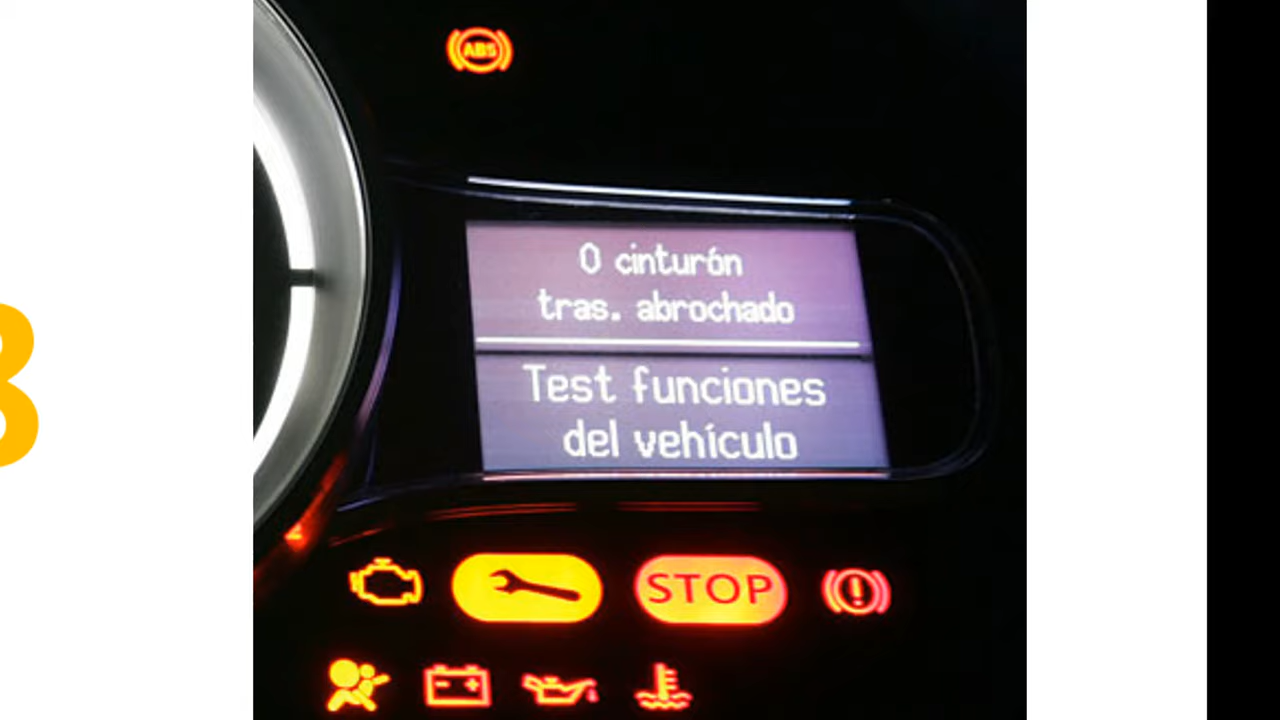 ABS
0 cinturón
tras. abrochado
Test funciones
del vehículo
STOP